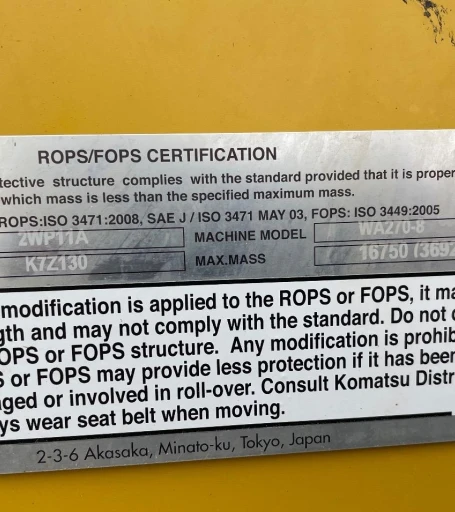 ROPS/FOPS CERTIFICATION
tective structure complies with the standard provided that it is proper
which mass is less than the specified maximum mass.
ROPS:ISO 3471:2008, SAE J / ISO 3471 MAY 03, FOPS: ISO 3449:2005
2WP11A MACHINE MODEL WA270-8
K7Z130 MAX.MASS 16750 (3692
modification is applied to the ROPS or FOPS, it ma
gth and may not comply with the standard. Do not
OPS or FOPS structure. Any modification is prohib
S or FOPS may provide less protection if it has been
aged or involved in roll-over. Consult Komatsu Distr
ys wear seat belt when moving.
2-3-6 Akasaka, Minato-ku, Tokyo, Japan